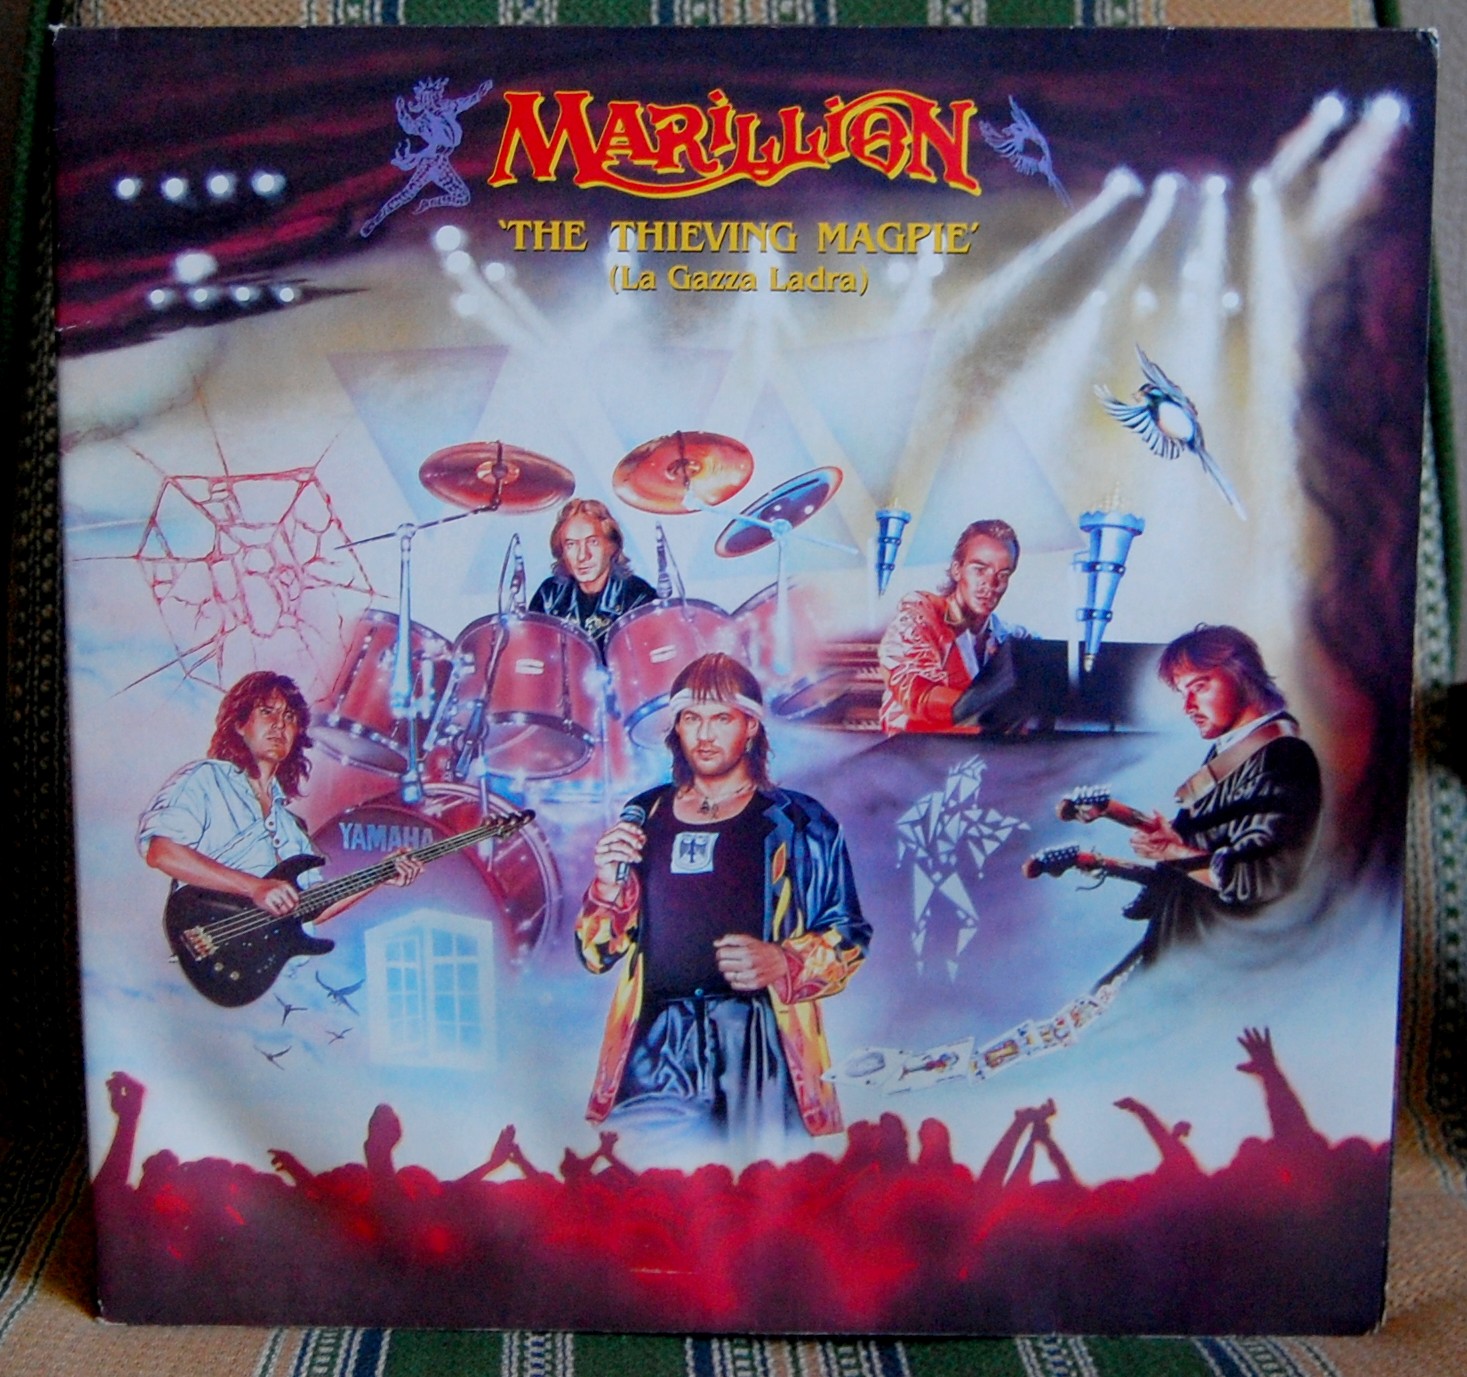 MARILLION
‘THE THIEVING MAGPIE’
(La Gazza Ladra)
YAMAHA